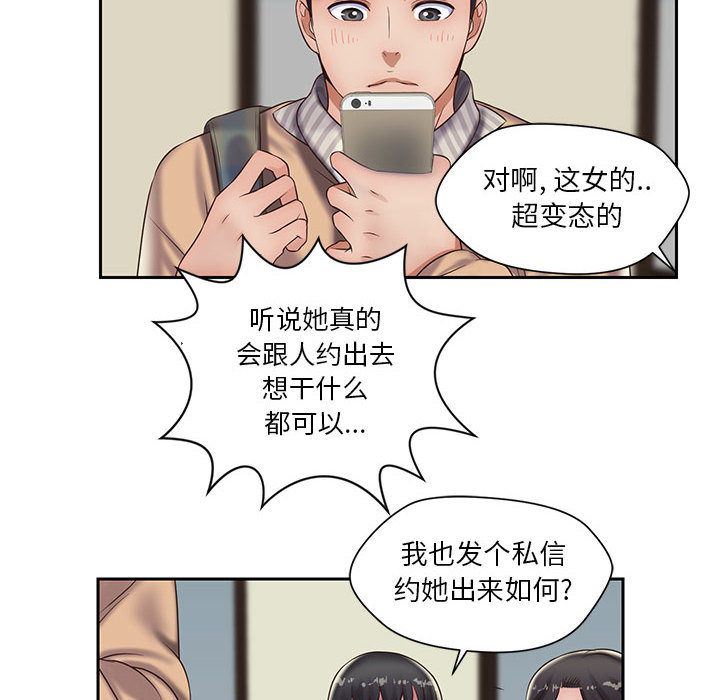 对啊, 这女的..
超变态的
听说她真的
会跟人约出去
想干什么
都可以...
我也发个私信
约她出来如何?